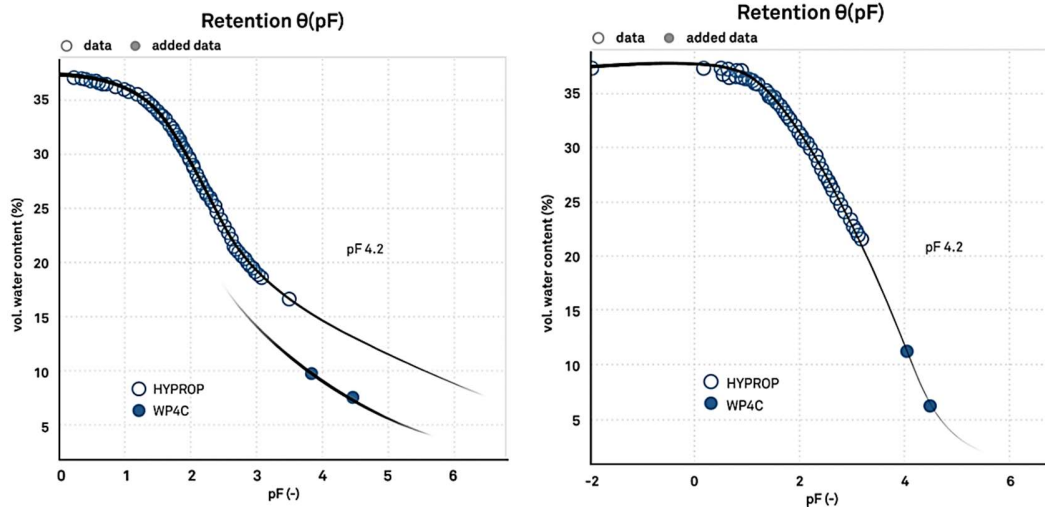 Retention θ(pF)
data
added data
vol. water content (%)
35
30
25
20
15
10
5
pF 4.2
HYPROP
WP4C
0
1
2
3
4
5
6
pF (-)
Retention θ(pF)
data
added data
vol. water content (%)
35
30
25
20
15
10
5
pF 4.2
HYPROP
WP4C
-2
0
2
4
6
pF (-)